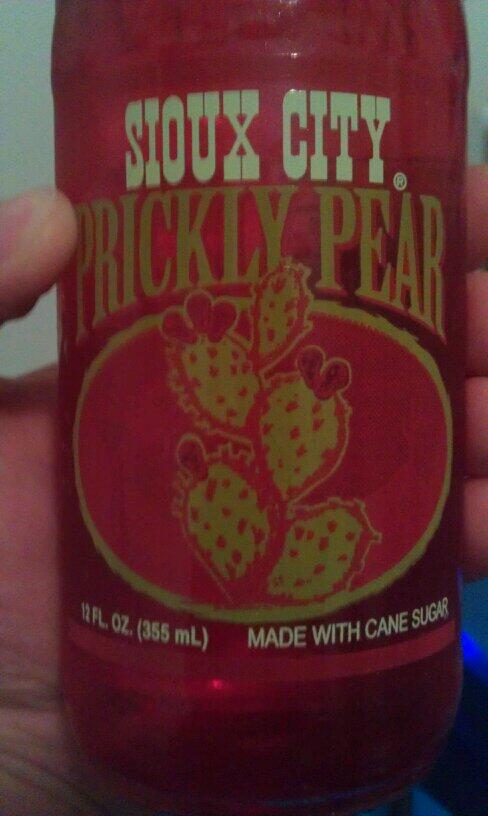 SIOUX CITY®
PRICKLY PEAR
12 FL. OZ. (355 mL) MADE WITH CANE SUGAR